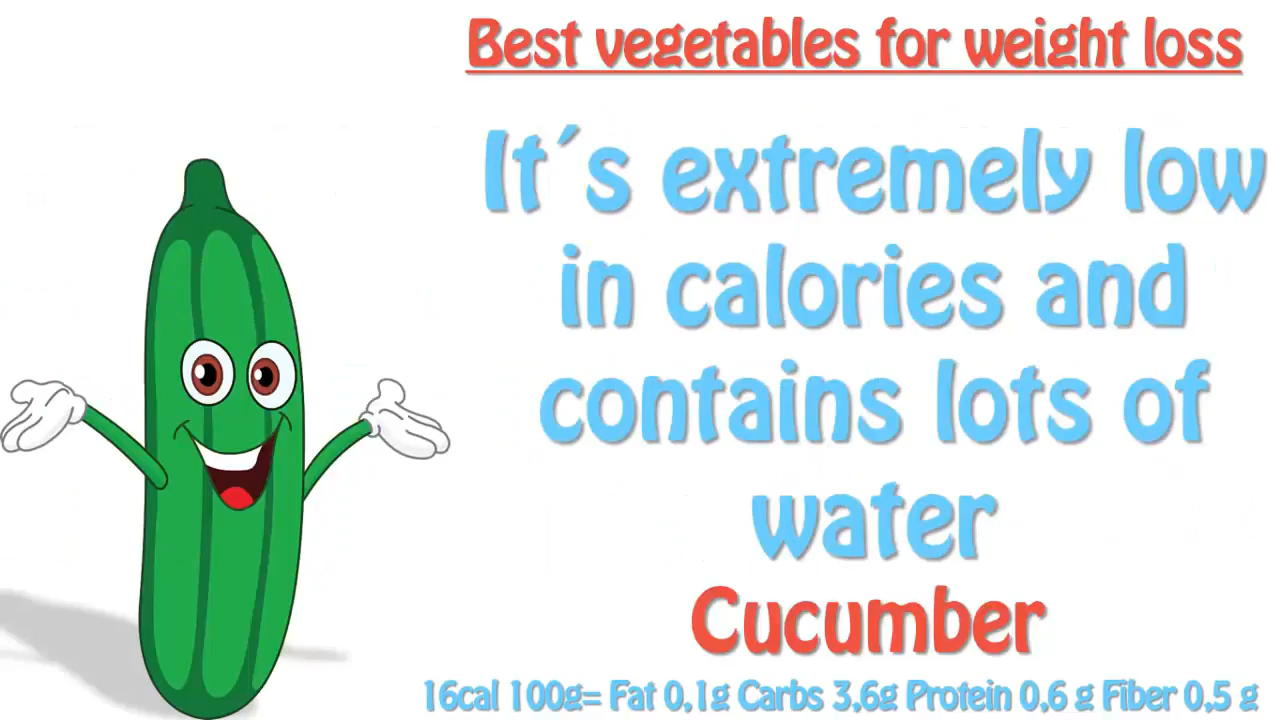 Best vegetables for weight loss
It´s extremely low
in calories and
contains lots of
water
Cucumber
16cal 100g= Fat 0,1g Carbs 3,6g Protein 0,6 g Fiber 0,5 g